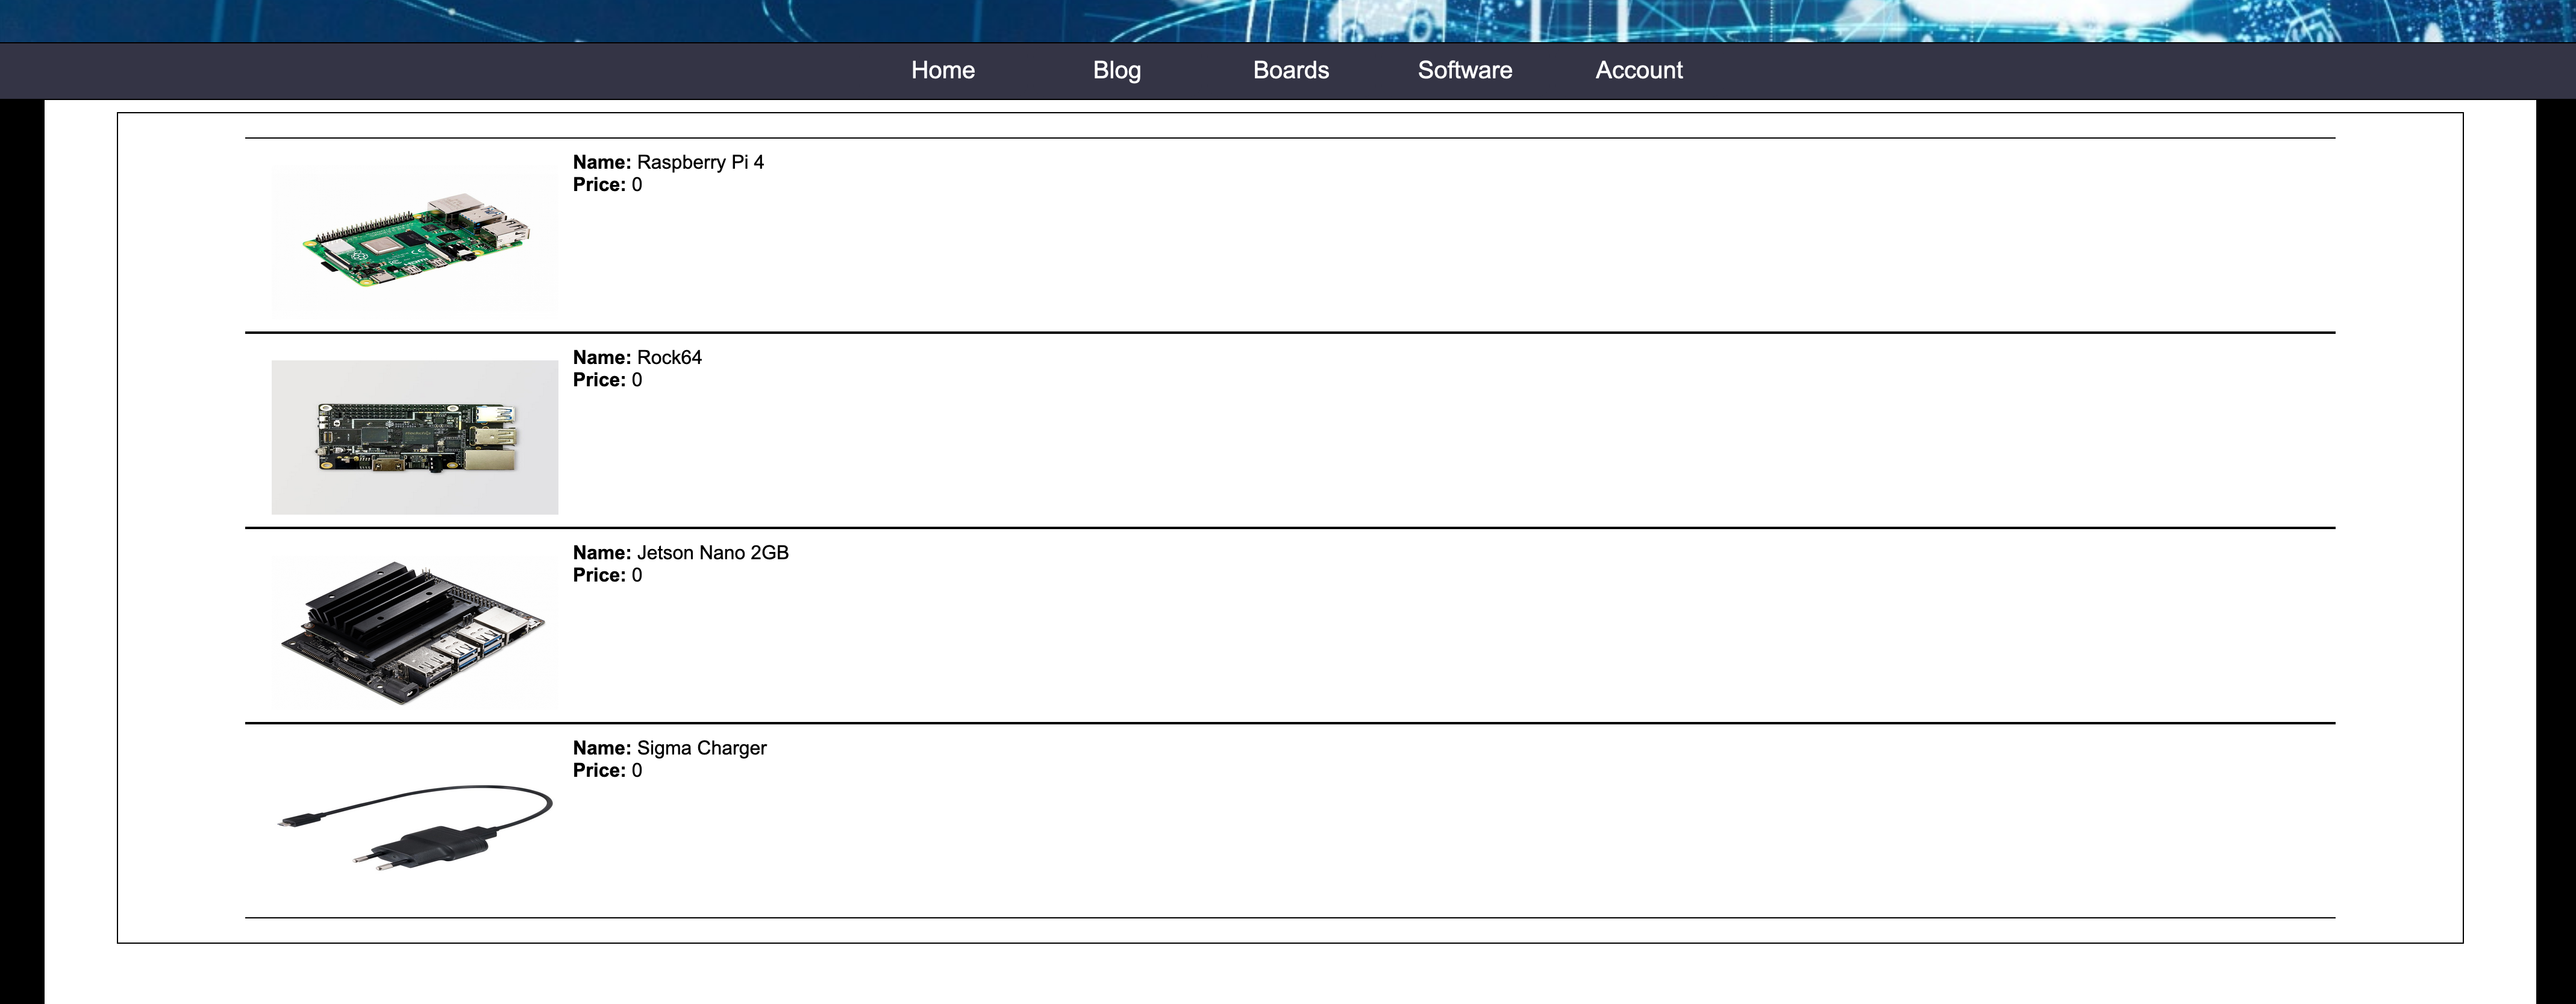 Home Blog Boards Software Account
Name: Raspberry Pi 4
Price: 0
Name: Rock64
Price: 0
Name: Jetson Nano 2GB
Price: 0
Name: Sigma Charger
Price: 0